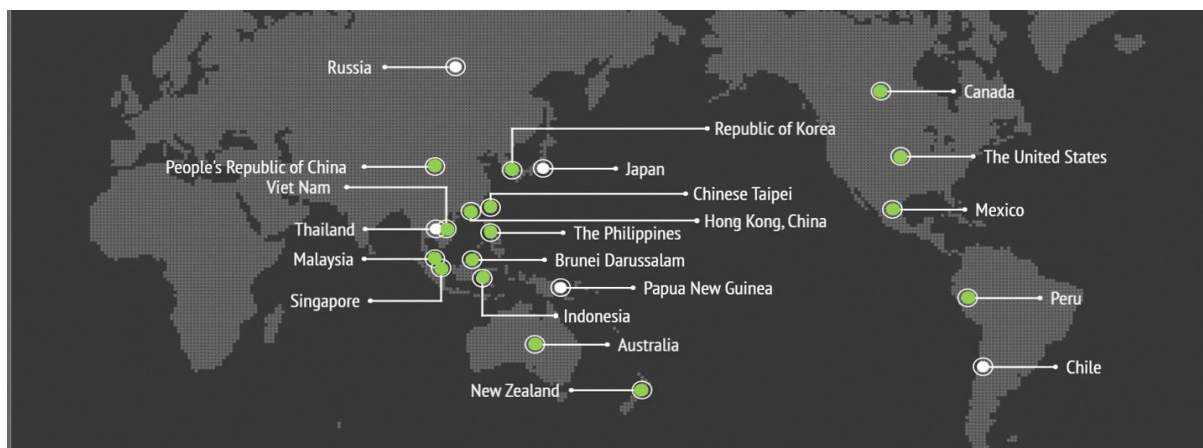 Russia
Canada
Republic of Korea
The United States
People's Republic of China
Japan
Viet Nam
Chinese Taipei
Mexico
Hong Kong, China
Thailand
The Philippines
Malaysia
Brunei Darussalam
Papua New Guinea
Peru
Singapore
Indonesia
Australia
Chile
New Zealand